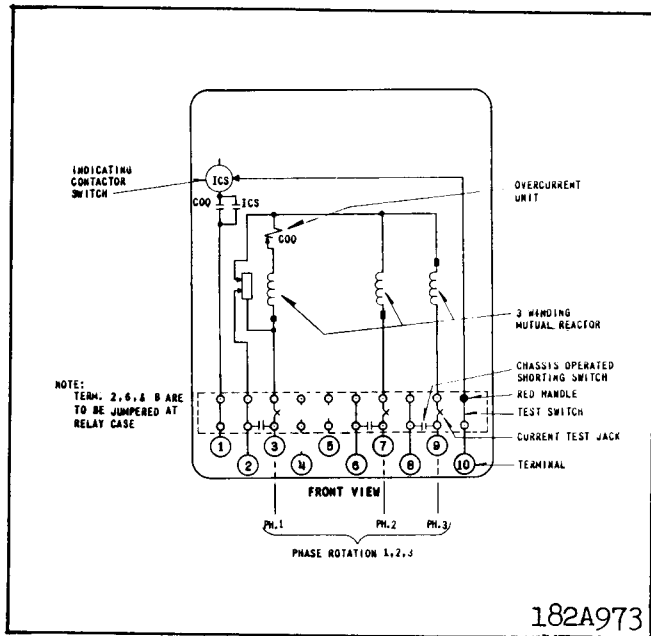 INDICATING
CONTACTOR
SWITCH
ICS
COQ
ICS
OVERCURRENT
UNIT
COQ
3 WINDING
MUTUAL REACTOR
CHASSIS OPERATED
SHORTING SWITCH
RED HANDLE
TEST SWITCH
CURRENT TEST JACK
TERMINAL
NOTE:
TERM. 2,6,& 8 ARE
TO BE JUMPERED AT
RELAY CASE
1
2
3
4
5
6
7
8
9
10
FRONT VIEW
PH.1
PH.2
PH.3
PHASE ROTATION 1,2,3
182A973